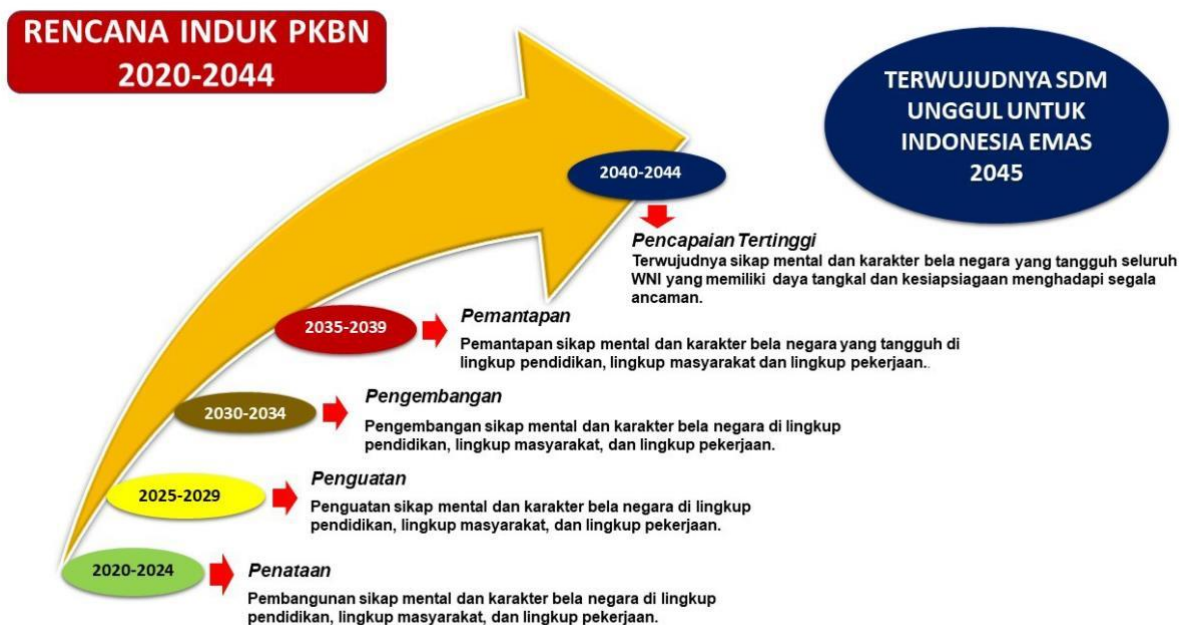 RENCANA INDUK PKBN
2020-2044
TERWUJUDNYA SDM
UNGGUL UNTUK
INDONESIA EMAS
2045
2040-2044
Pencapaian Tertinggi
Terwujudnya sikap mental dan karakter bela negara yang tangguh seluruh
WNI yang memiliki daya tangkal dan kesiapsiagaan menghadapi segala
ancaman.
2035-2039
Pemantapan
Pemantapan sikap mental dan karakter bela negara yang tangguh di
lingkup pendidikan, lingkup masyarakat dan lingkup pekerjaan.
2030-2034
Pengembangan
Pengembangan sikap mental dan karakter bela negara di lingkup
pendidikan, lingkup masyarakat, dan lingkup pekerjaan.
2025-2029
Penguatan
Penguatan sikap mental dan karakter bela negara di lingkup
pendidikan, lingkup masyarakat, dan lingkup pekerjaan.
2020-2024
Penataan
Pembangunan sikap mental dan karakter bela negara di lingkup
pendidikan, lingkup masyarakat, dan lingkup pekerjaan.